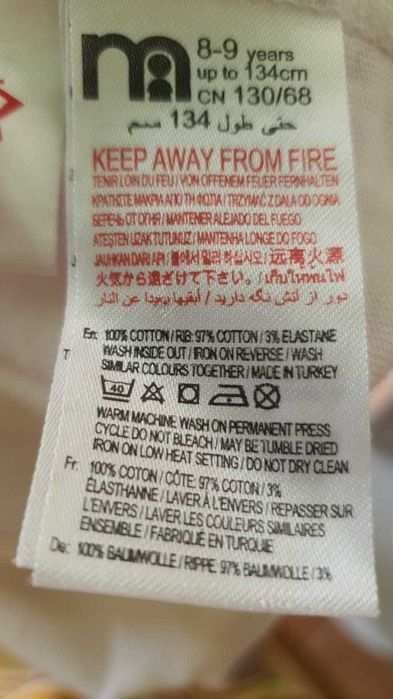 m
8-9 years
up to 134cm
CN 130/68
حتى طول 134 سم
KEEP AWAY FROM FIRE
TENIR LOIN DU FEU / VON OFFENEM FEUER FERNHALTEN
ΚΡΑΤΗΣΤΕ ΜΑΚΡΙΑ ΑΠΟ ΤΗ ΦΩΤΙΑ / TRZYMAĆ Z DALA OD OGNIA
БЕРЕЧЬ ОТ ОГНЯ / MANTENER ALEJADO DEL FUEGO
ATEŞTEN UZAK TUTUNUZ / MANTENHA LONGE DO FOGO
JAUHKAN DARI API / 불에서 멀리 하십시오 / 远离火源
火気から遠ざけて下さい。 / เก็บให้พ้นไฟ
دور از آتش نگه دارید / أبقيها بعيدا عن النار
En: 100% COTTON / RIB: 97% COTTON / 3% ELASTANE
WASH INSIDE OUT / IRON ON REVERSE / WASH
SIMILAR COLOURS TOGETHER / MADE IN TURKEY
40
WARM MACHINE WASH ON PERMANENT PRESS
CYCLE DO NOT BLEACH / MAY BE TUMBLE DRIED
IRON ON LOW HEAT SETTING / DO NOT DRY CLEAN
Fr: 100% COTON / CÔTE: 97% COTON / 3%
ÉLASTHANNE / LAVER À L'ENVERS / REPASSER SUR
L'ENVERS / LAVER LES COULEURS SIMILAIRES
ENSEMBLE / FABRIQUÉ EN TURQUIE
De: 100% BAUMWOLLE / RIPPE: 97% BAUMWOLLE / 3%